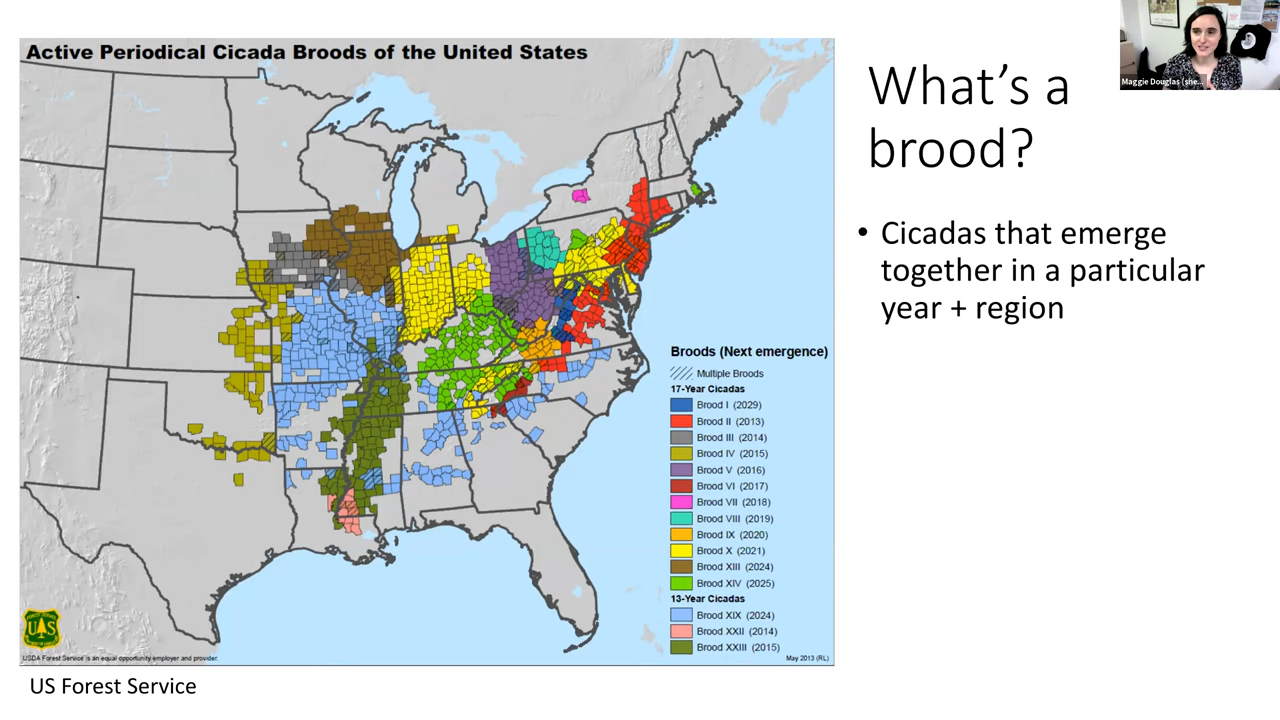 Active Periodical Cicada Broods of the United States
What's a
brood?
Maggie Douglas (she...
• Cicadas that emerge
together in a particular
year + region
Broods (Next emergence)
Multiple Broods
17-Year Cicadas
Brood I (2029)
Brood II (2013)
Brood III (2014)
Brood IV (2015)
Brood V (2016)
Brood VI (2017)
Brood VII (2018)
Brood VIII (2019)
Brood IX (2020)
Brood X (2021)
Brood XIII (2024)
Brood XIV (2025)
13-Year Cicadas
Brood XIX (2024)
Brood XXII (2014)
Brood XXIII (2015)
UAS
USDA Forest Service is an equal opportunity employer and provider.
May 2013 (RL)
US Forest Service